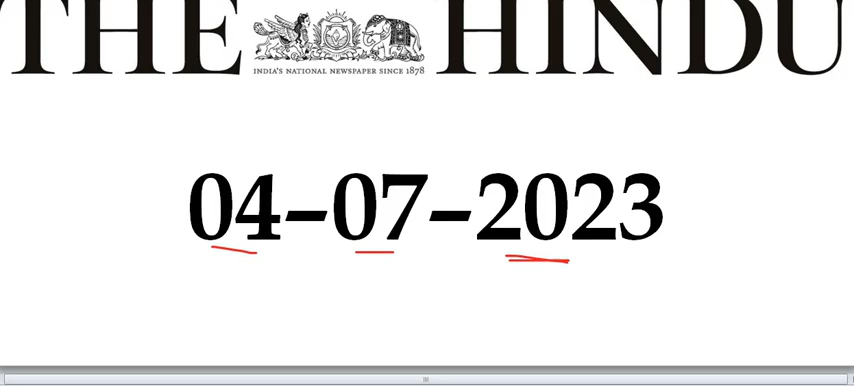 THE HINDU
INDIA'S NATIONAL NEWSPAPER SINCE 1878
04–07–2023